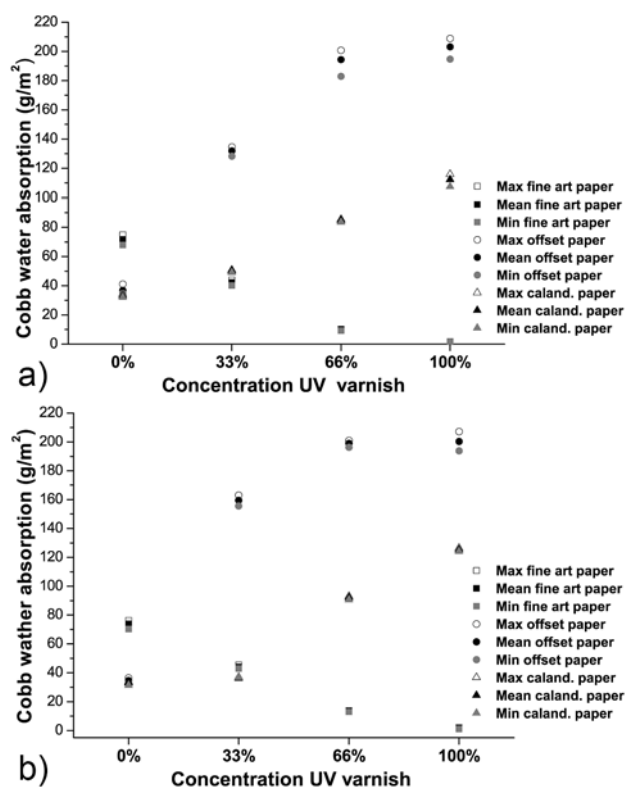 a)
Cobb water absorption (g/m²)
220
200
180
160
140
120
100
80
60
40
20
0
0% 33% 66% 100%
Concentration UV varnish
Max fine art paper
Mean fine art paper
Min fine art paper
Max offset paper
Mean offset paper
Min offset paper
Max caland. paper
Mean caland. paper
Min caland. paper
b)
Cobb wather absorption (g/m²)
220
200
180
160
140
120
100
80
60
40
20
0
0% 33% 66% 100%
Concentration UV varnish
Max fine art paper
Mean fine art paper
Min fine art paper
Max offset paper
Mean offset paper
Min offset paper
Max caland. paper
Mean caland. paper
Min caland. paper